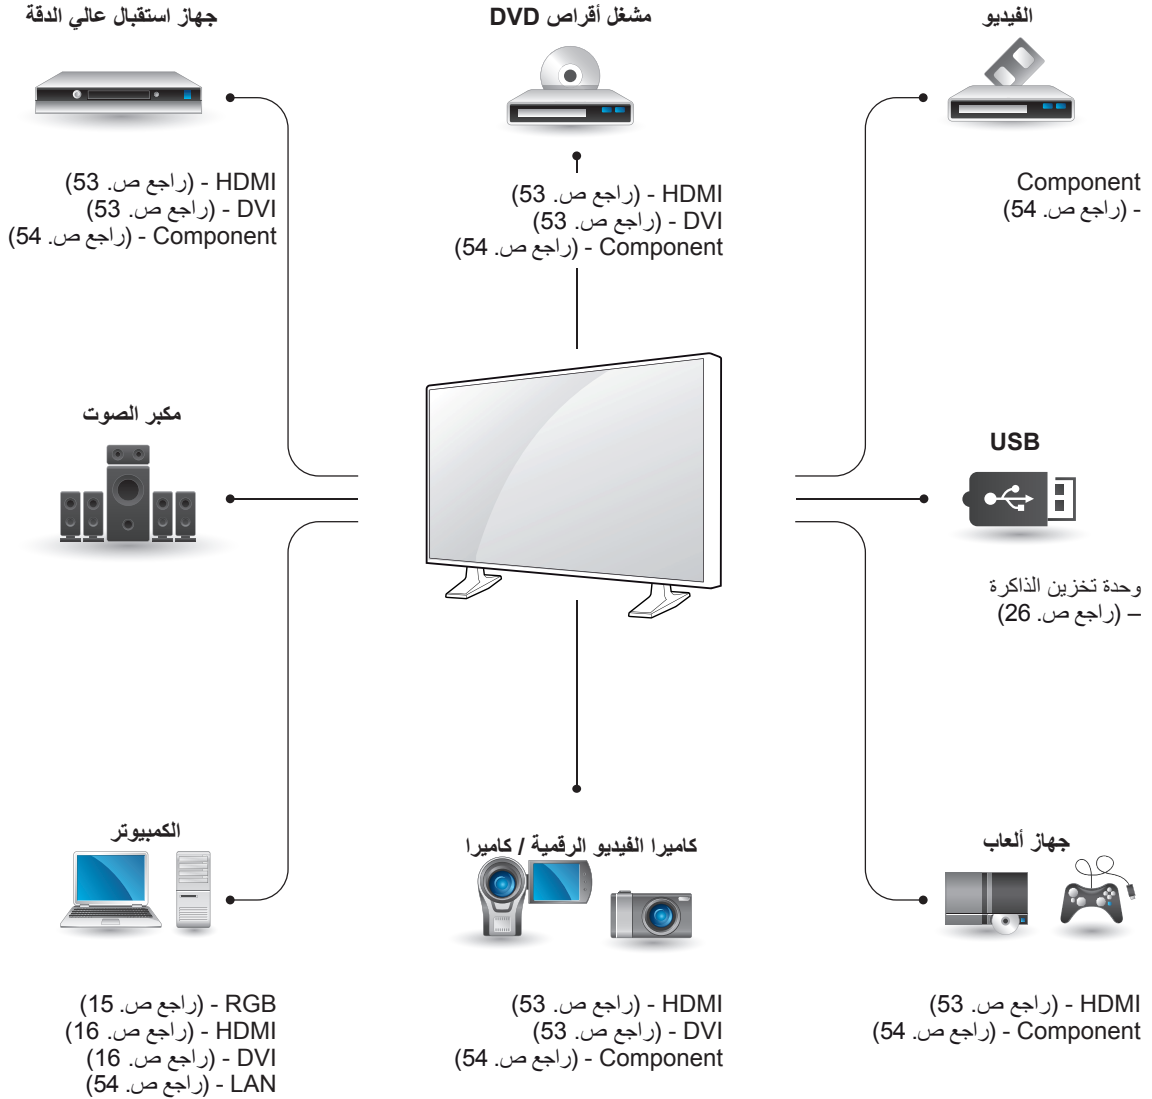 الفيديو
Component
- (راجع ص. 54)
مشغل أقراص DVD
HDMI - (راجع ص. 53)
DVI - (راجع ص. 53)
Component - (راجع ص. 54)
جهاز استقبال عالي الدقة
HDMI - (راجع ص. 53)
DVI - (راجع ص. 53)
Component - (راجع ص. 54)
USB
وحدة تخزين الذاكرة
– (راجع ص. 26)
مكبر الصوت
جهاز ألعاب
HDMI - (راجع ص. 53)
Component - (راجع ص. 54)
كاميرا الفيديو الرقمية / كاميرا
HDMI - (راجع ص. 53)
DVI - (راجع ص. 53)
Component - (راجع ص. 54)
الكمبيوتر
RGB - (راجع ص. 15)
HDMI - (راجع ص. 16)
DVI - (راجع ص. 16)
LAN - (راجع ص. 54)